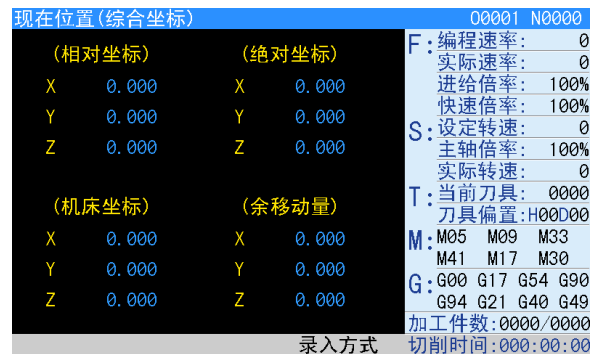 现在位置(综合坐标) O0001 N0000
(相对坐标) (绝对坐标)
X 0.000 X 0.000
Y 0.000 Y 0.000
Z 0.000 Z 0.000
(机床坐标) (余移动量)
X 0.000 X 0.000
Y 0.000 Y 0.000
Z 0.000 Z 0.000
F:编程速率: 0
实际速率: 0
进给倍率: 100%
快速倍率: 100%
S:设定转速: 0
主轴倍率: 100%
实际转速: 0
T:当前刀具: 0000
刀具偏置:H00D00
M:M05 M09 M33
M41 M17 M30
G:G00 G17 G54 G90
G94 G21 G40 G49
加工件数:0000/0000
录入方式 切削时间:000:00:00